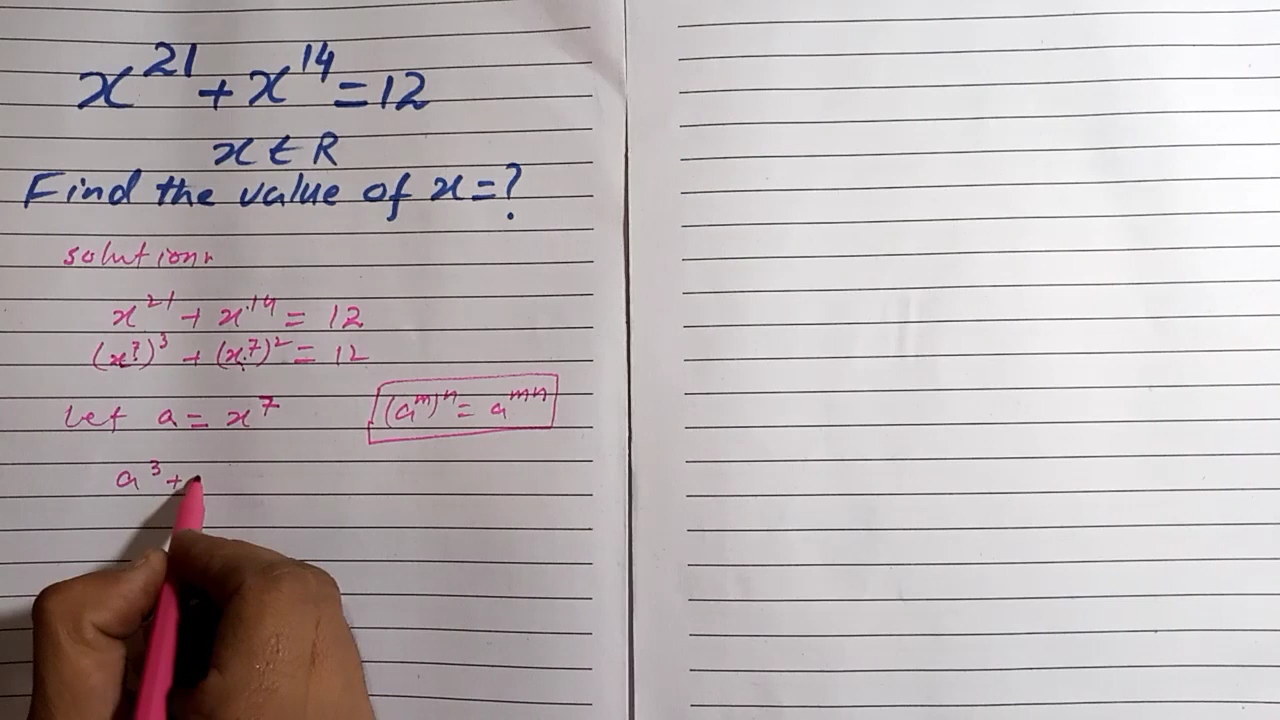 x^21 + x^14 = 12
x ∈ R
Find the value of x = ?
solution:
x^21 + x^14 = 12
(x^7)^3 + (x^7)^2 = 12
Let a = x^7 (a^m)^n = a^mn
a^3 +